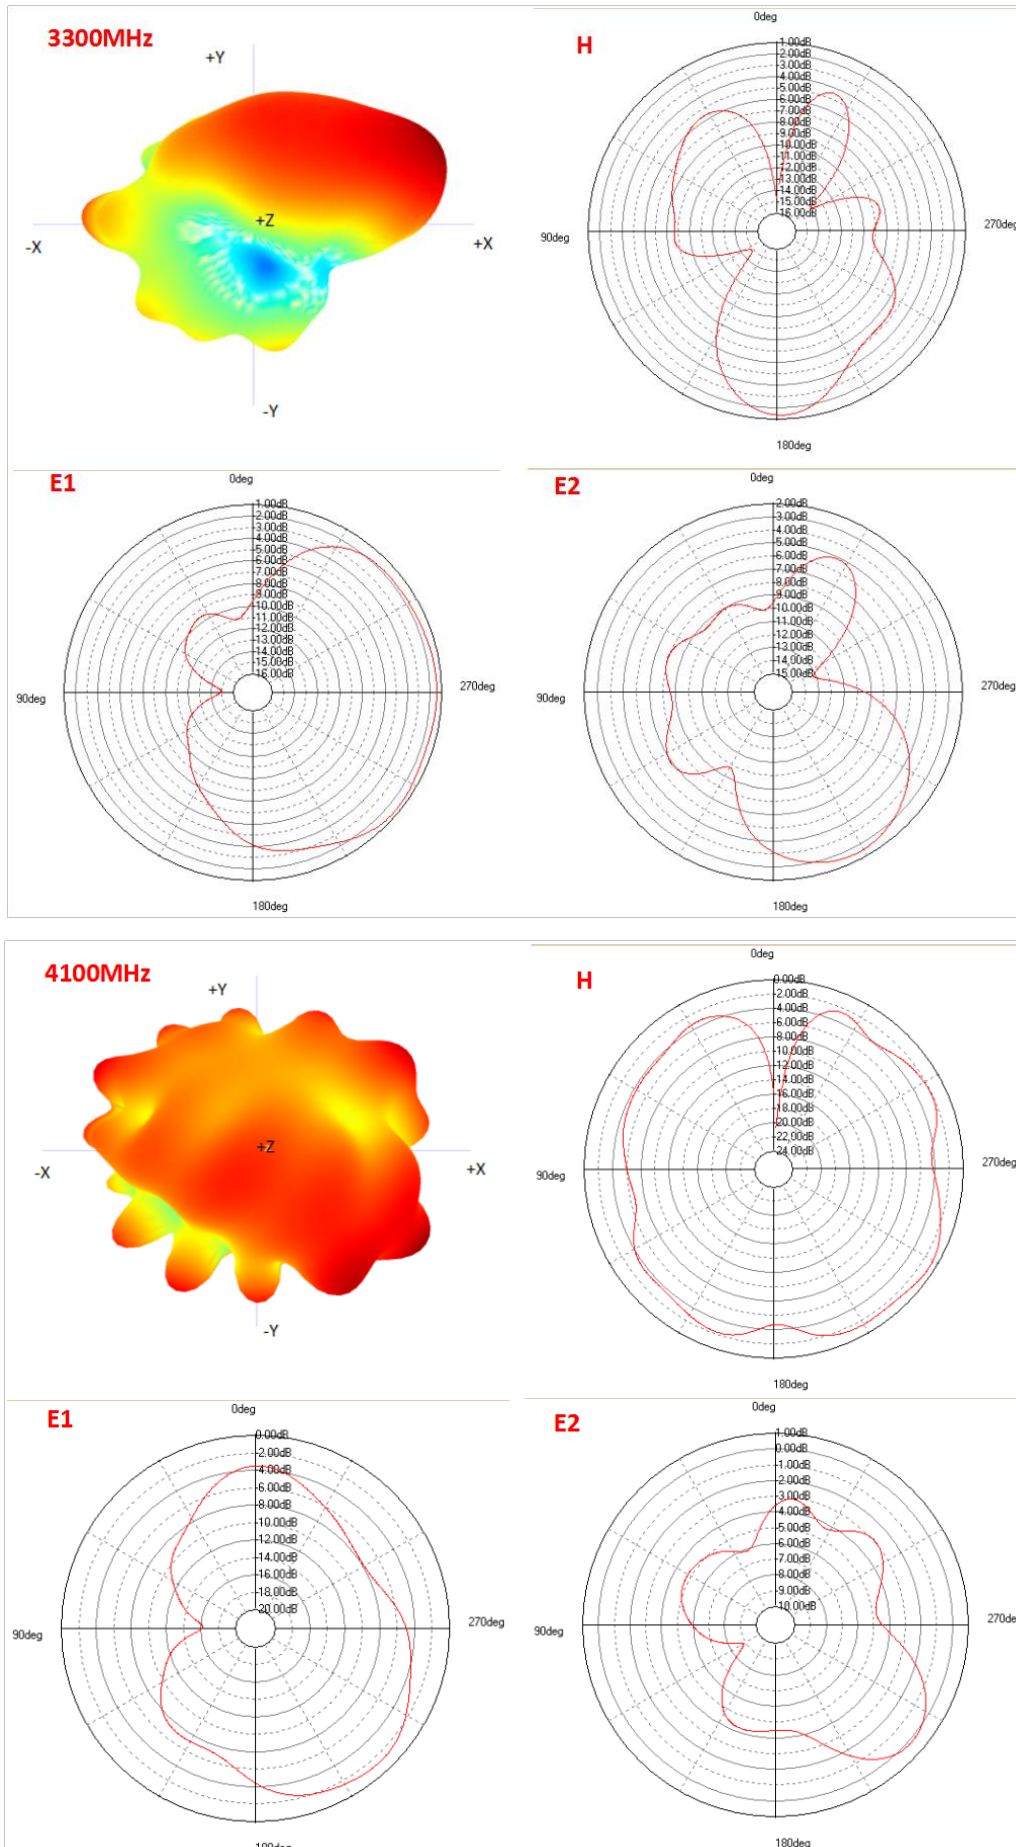 3300MHz
+Y
+Z
-X
+X
-Y
H
0deg
-1.00dB
-2.00dB
-3.00dB
-4.00dB
-5.00dB
-6.00dB
-7.00dB
-8.00dB
-9.00dB
-10.00dB
-11.00dB
-12.00dB
-13.00dB
-14.00dB
-15.00dB
-16.00dB
90deg
270deg
180deg
E1
0deg
-1.00dB
-2.00dB
-3.00dB
-4.00dB
-5.00dB
-6.00dB
-7.00dB
-8.00dB
-9.00dB
-10.00dB
-11.00dB
-12.00dB
-13.00dB
-14.00dB
-15.00dB
-16.00dB
90deg
270deg
180deg
E2
0deg
-2.00dB
-3.00dB
-4.00dB
-5.00dB
-6.00dB
-7.00dB
-8.00dB
-9.00dB
-10.00dB
-11.00dB
-12.00dB
-13.00dB
-14.00dB
-15.00dB
90deg
270deg
180deg
4100MHz
+Y
+Z
-X
+X
-Y
H
0deg
0.00dB
-2.00dB
-4.00dB
-6.00dB
-8.00dB
-10.00dB
-12.00dB
-14.00dB
-16.00dB
-18.00dB
-20.00dB
-22.00dB
-24.00dB
90deg
270deg
180deg
E1
0deg
0.00dB
-2.00dB
-4.00dB
-6.00dB
-8.00dB
-10.00dB
-12.00dB
-14.00dB
-16.00dB
-18.00dB
-20.00dB
90deg
270deg
180deg
E2
0deg
1.00dB
0.00dB
-1.00dB
-2.00dB
-3.00dB
-4.00dB
-5.00dB
-6.00dB
-7.00dB
-8.00dB
-9.00dB
-10.00dB
90deg
270deg
180deg